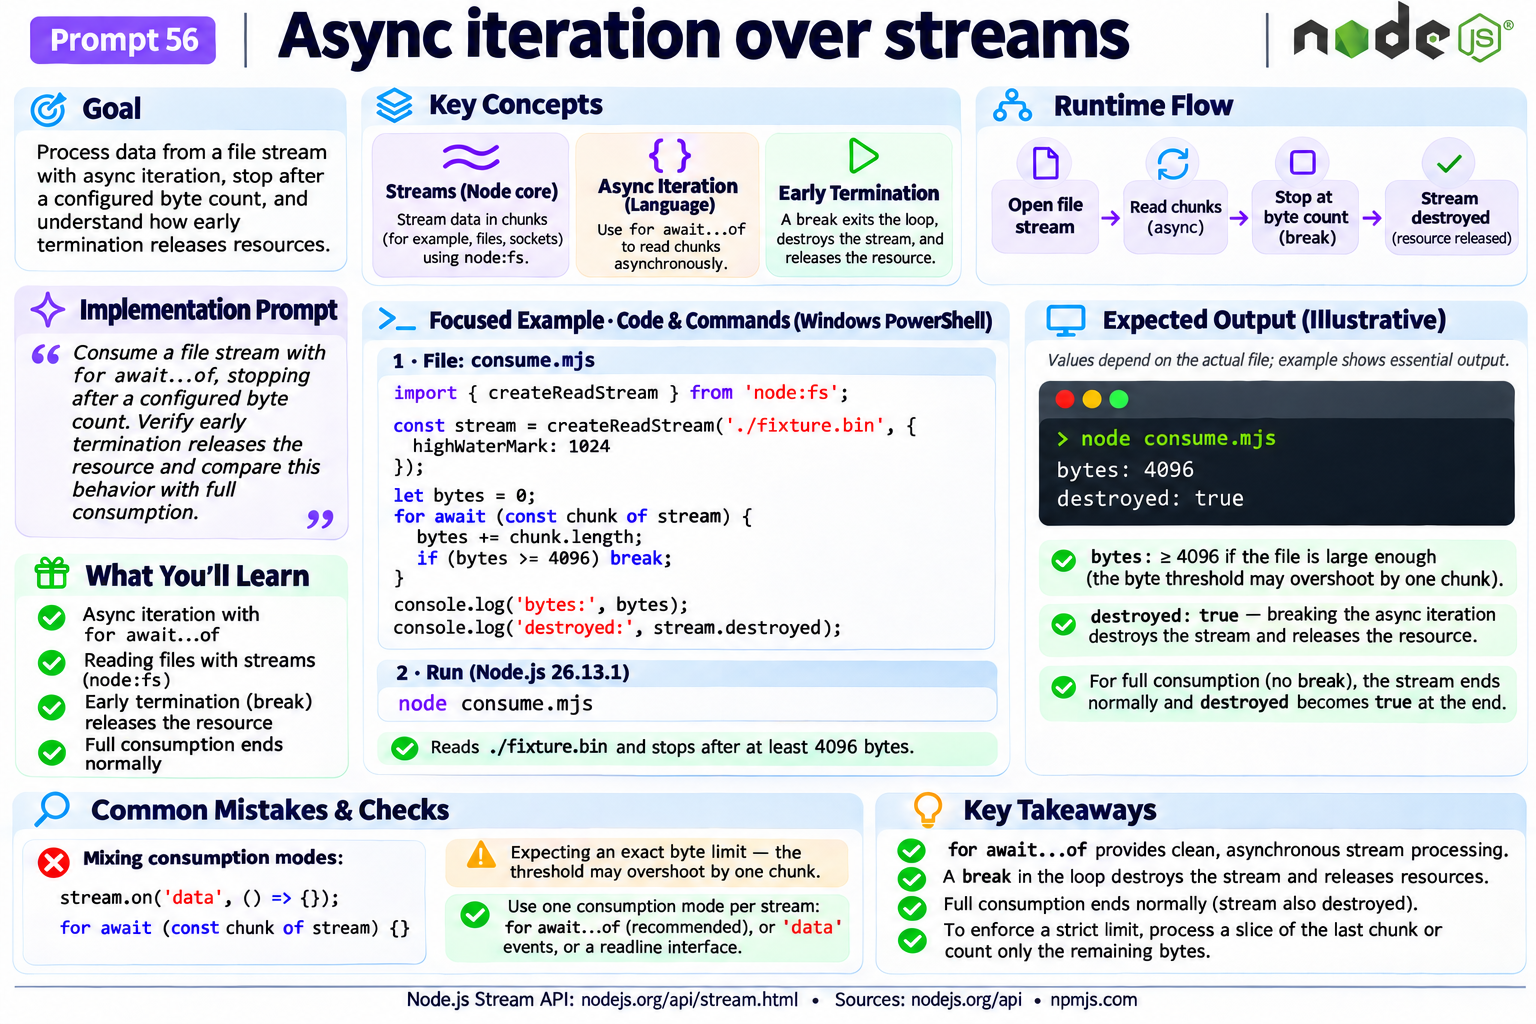 Prompt 56
Async iteration over streams
node JS ®
Goal
Process data from a file stream
with async iteration, stop after
a configured byte count, and
understand how early
termination releases resources.
Key Concepts
Streams (Node core)
Stream data in chunks
(for example, files, sockets)
using node:fs.
{ }
Async Iteration
(Language)
Use for await...of
to read chunks
asynchronously.
Early Termination
A break exits the loop,
destroys the stream, and
releases the resource.
Runtime Flow
Open file
stream
Read chunks
(async)
Stop at
byte count
(break)
Stream
destroyed
(resource released)
Implementation Prompt
“ Consume a file stream with
for await...of, stopping
after a configured byte
count. Verify early
termination releases the
resource and compare this
behavior with full
consumption. ”
What You’ll Learn
Async iteration with
for await...of
Reading files with streams
(node:fs)
Early termination (break)
releases the resource
Full consumption ends
normally
Focused Example · Code & Commands (Windows PowerShell)
1 · File: consume.mjs
import { createReadStream } from 'node:fs';
const stream = createReadStream('./fixture.bin', {
highWaterMark: 1024
});
let bytes = 0;
for await (const chunk of stream) {
bytes += chunk.length;
if (bytes >= 4096) break;
}
console.log('bytes:', bytes);
console.log('destroyed:', stream.destroyed);
2 · Run (Node.js 26.13.1)
node consume.mjs
Reads ./fixture.bin and stops after at least 4096 bytes.
Expected Output (Illustrative)
Values depend on the actual file; example shows essential output.
> node consume.mjs
bytes: 4096
destroyed: true
bytes: ≥ 4096 if the file is large enough
(the byte threshold may overshoot by one chunk).
destroyed: true — breaking the async iteration
destroys the stream and releases the resource.
For full consumption (no break), the stream ends
normally and destroyed becomes true at the end.
Common Mistakes & Checks
Mixing consumption modes:
stream.on('data', () => {});
for await (const chunk of stream) {}
Expecting an exact byte limit — the
threshold may overshoot by one chunk.
Use one consumption mode per stream:
for await...of (recommended), or 'data'
events, or a readline interface.
Key Takeaways
for await...of provides clean, asynchronous stream processing.
A break in the loop destroys the stream and releases resources.
Full consumption ends normally (stream also destroyed).
To enforce a strict limit, process a slice of the last chunk or
count only the remaining bytes.
Node.js Stream API: nodejs.org/api/stream.html • Sources: nodejs.org/api • npmjs.com